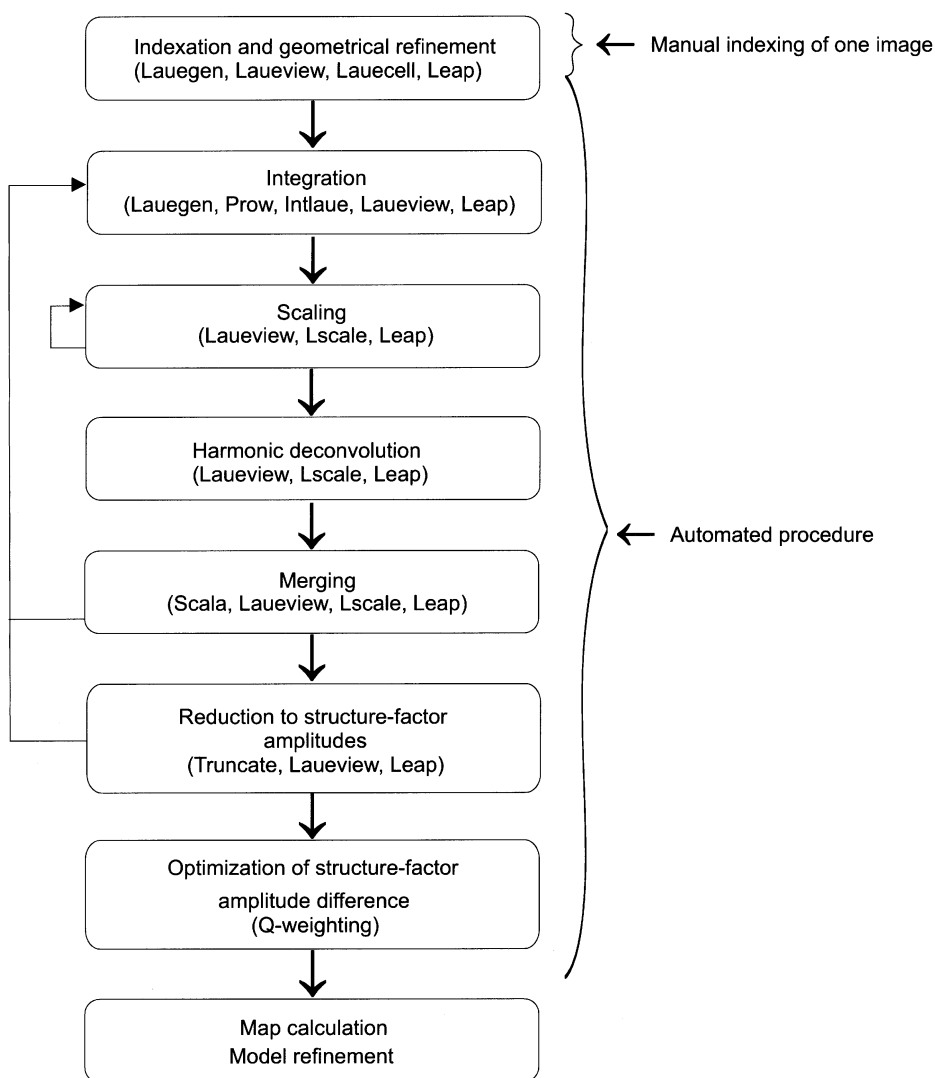 Indexation and geometrical refinement
(Lauegen, Laueview, Lauecell, Leap)
Manual indexing of one image
Integration
(Lauegen, Prow, Intlaue, Laueview, Leap)
Scaling
(Laueview, Lscale, Leap)
Harmonic deconvolution
(Laueview, Lscale, Leap)
Automated procedure
Merging
(Scala, Laueview, Lscale, Leap)
Reduction to structure-factor
amplitudes
(Truncate, Laueview, Leap)
Optimization of structure-factor
amplitude difference
(Q-weighting)
Map calculation
Model refinement